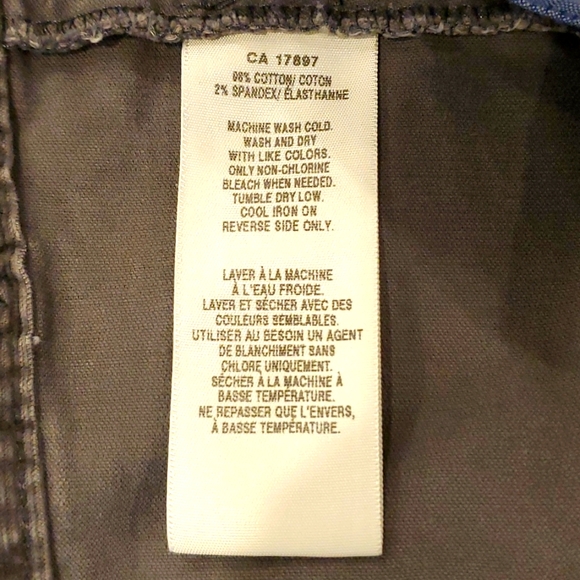 CA 17897
98% COTTON/ COTON
2% SPANDEX/ ÉLASTHANNE
MACHINE WASH COLD.
WASH AND DRY
WITH LIKE COLORS.
ONLY NON-CHLORINE
BLEACH WHEN NEEDED.
TUMBLE DRY LOW.
COOL IRON ON
REVERSE SIDE ONLY.
LAVER À LA MACHINE
À L'EAU FROIDE.
LAVER ET SÉCHER AVEC DES
COULEURS SEMBLABLES.
UTILISER AU BESOIN UN AGENT
DE BLANCHIMENT SANS
CHLORE UNIQUEMENT.
SÉCHER À LA MACHINE À
BASSE TEMPÉRATURE.
NE REPASSER QUE L'ENVERS,
À BASSE TEMPÉRATURE.